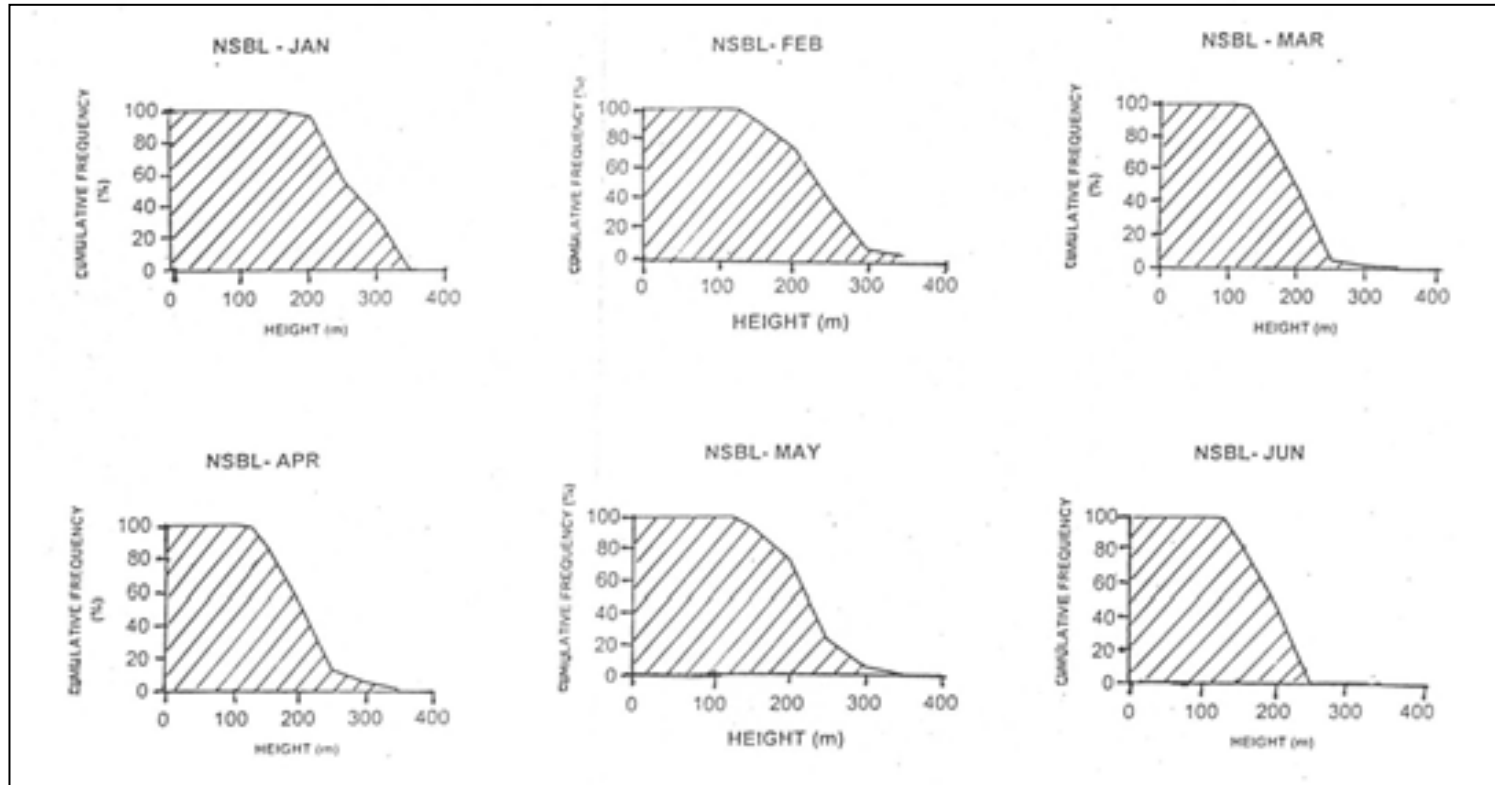 NSBL - JAN
CUMULATIVE FREQUENCY
(%)
100
80
60
40
20
0
0 100 200 300 400
HEIGHT (m)
NSBL- FEB
CUMULATIVE FREQUENCY (%)
100
80
60
40
20
0
0 100 200 300 400
HEIGHT (m)
NSBL - MAR
CUMULATIVE FREQUENCY
(%)
100
80
60
40
20
0
0 100 200 300 400
HEIGHT (m)
NSBL- APR
CUMULATIVE FREQUENCY
(%)
100
80
60
40
20
0
0 100 200 300 400
HEIGHT (m)
NSBL- MAY
CUMULATIVE FREQUENCY (%)
100
80
60
40
20
0
0 100 200 300 400
HEIGHT (m)
NSBL- JUN
CUMULATIVE FREQUENCY
(%)
100
80
60
40
20
0
0 100 200 300 400
HEIGHT (m)